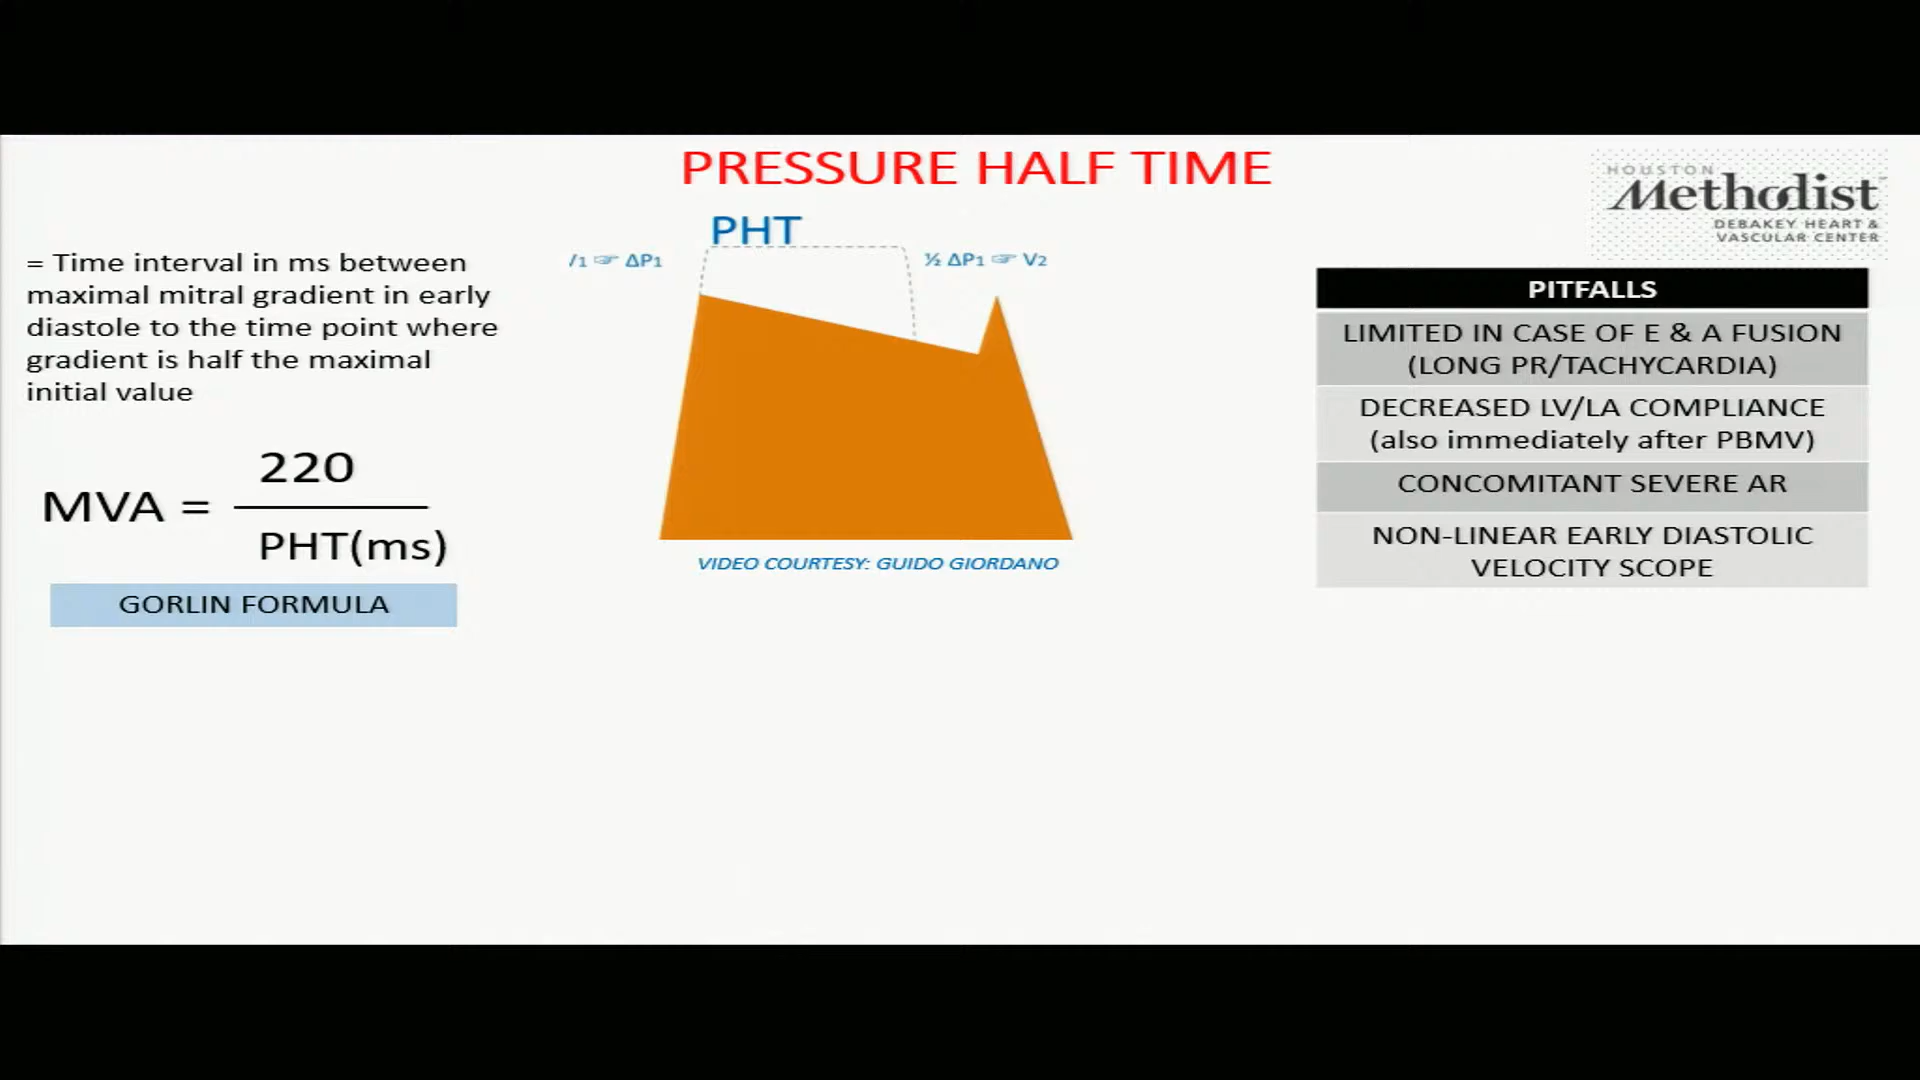 PRESSURE HALF TIME
HOUSTON
Methodist
DEBAKEY HEART &
VASCULAR CENTER
= Time interval in ms between
maximal mitral gradient in early
diastole to the time point where
gradient is half the maximal
initial value
MVA = 220
PHT(ms)
GORLIN FORMULA
PHT
☞ ΔP1
½ ΔP1 ☞ V2
VIDEO COURTESY: GUIDO GIORDANO
PITFALLS
LIMITED IN CASE OF E & A FUSION
(LONG PR/TACHYCARDIA)
DECREASED LV/LA COMPLIANCE
(also immediately after PBMV)
CONCOMITANT SEVERE AR
NON-LINEAR EARLY DIASTOLIC
VELOCITY SCOPE